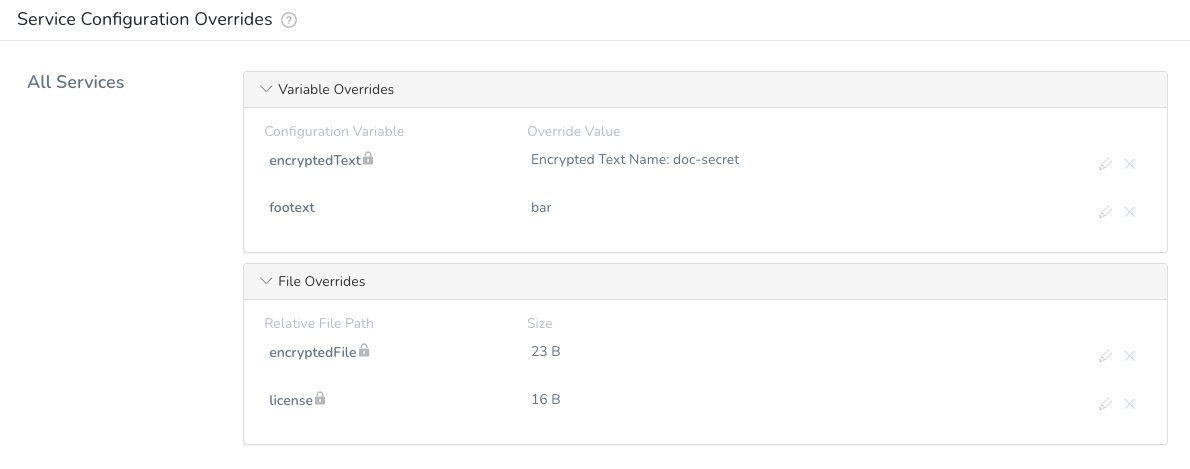 Service Configuration Overrides ?
All Services
Variable Overrides
Configuration Variable Override Value
encryptedText Encrypted Text Name: doc-secret
footext bar
File Overrides
Relative File Path Size
encryptedFile 23 B
license 16 B